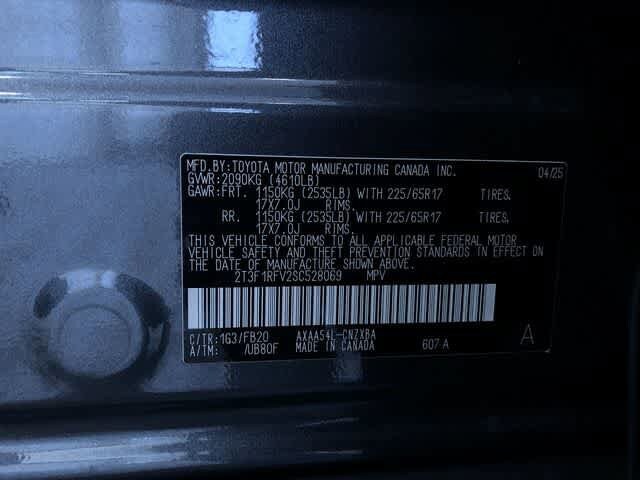 MFD.BY:TOYOTA MOTOR MANUFACTURING CANADA INC. 04/25
GVWR:2090KG (4610LB)
GAWR:FRT. 1150KG (2535LB) WITH 225/65R17 TIRES.
17X7.0J RIMS.
RR. 1150KG (2535LB) WITH 225/65R17 TIRES.
17X7.0J RIMS.
THIS VEHICLE CONFORMS TO ALL APPLICABLE FEDERAL MOTOR
VEHICLE SAFETY AND THEFT PREVENTION STANDARDS IN EFFECT ON
THE DATE OF MANUFACTURE SHOWN ABOVE.
2T3F1RFV2SC528069 MPV
C/TR:1G3/FB20 AXAA54L-CNZXBA
A/TM: /UB80F MADE IN CANADA 607 A A